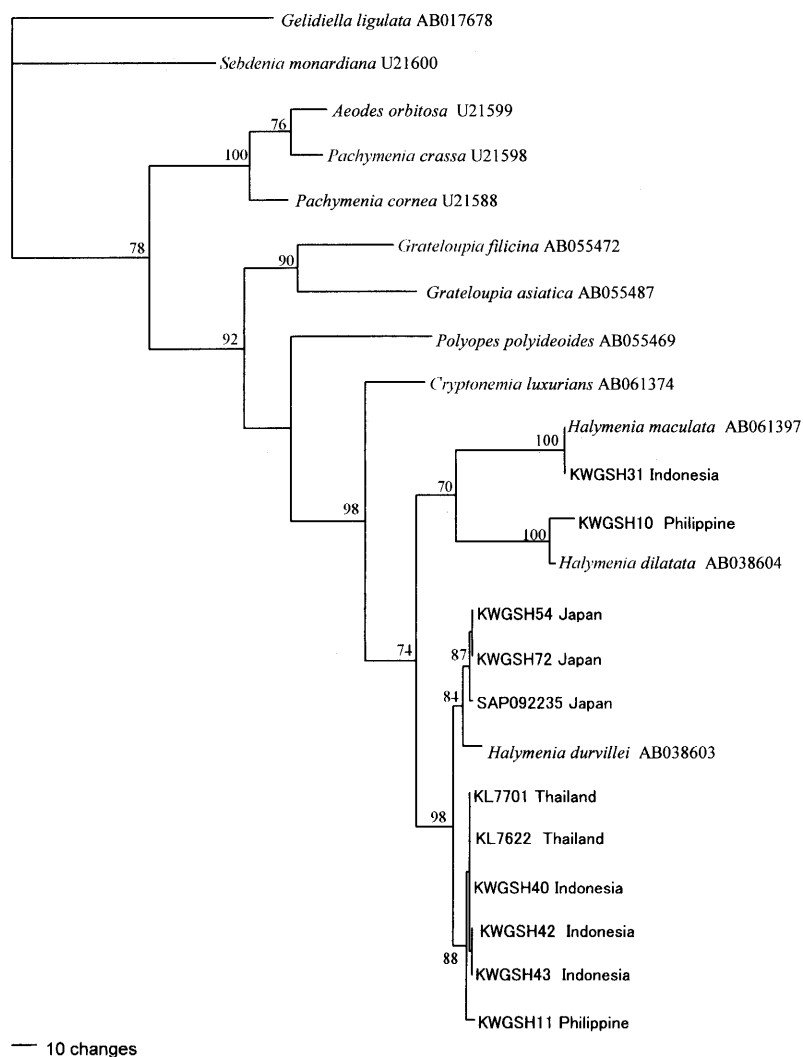 Gelidiella ligulata AB017678
Sebdenia monardiana U21600
Aeodes orbitosa U21599
76
100
Pachymenia crassa U21598
Pachymenia cornea U21588
78
Grateloupia filicina AB055472
90
Grateloupia asiatica AB055487
92
Polyopes polyideoides AB055469
Cryptonemia luxurians AB061374
Halymenia maculata AB061397
100
KWGSH31 Indonesia
70
98
KWGSH10 Philippine
100
Halymenia dilatata AB038604
KWGSH54 Japan
74
87
KWGSH72 Japan
84
SAP092235 Japan
Halymenia durvillei AB038603
KL7701 Thailand
98
KL7622 Thailand
KWGSH40 Indonesia
KWGSH42 Indonesia
88
KWGSH43 Indonesia
KWGSH11 Philippine
10 changes